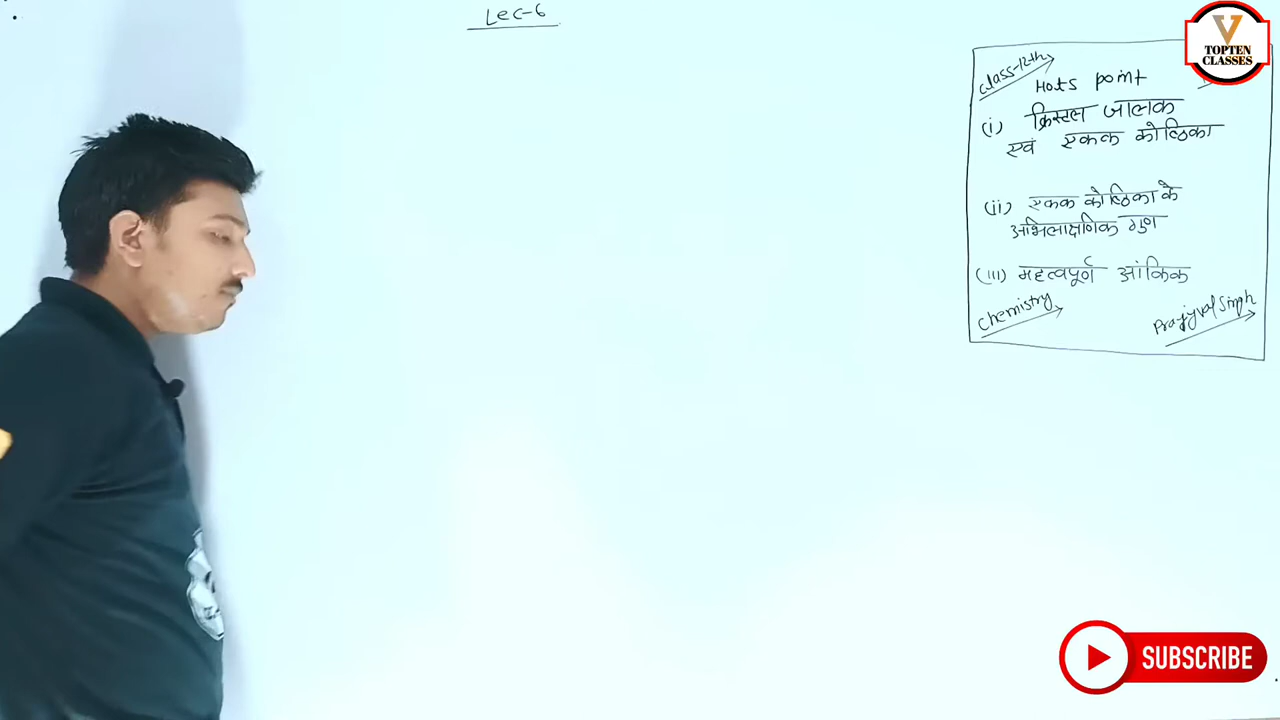 Lec-6
TOPTEN
CLASSES
class-12th
Hots point
(i) क्रिस्टल जालक
एवं एकक कोष्ठिका
(ii) एकक कोष्ठिका के
अभिलाक्षणिक गुण
(iii) महत्वपूर्ण आंकिक
Chemistry
Prajjyval Singh
SUBSCRIBE